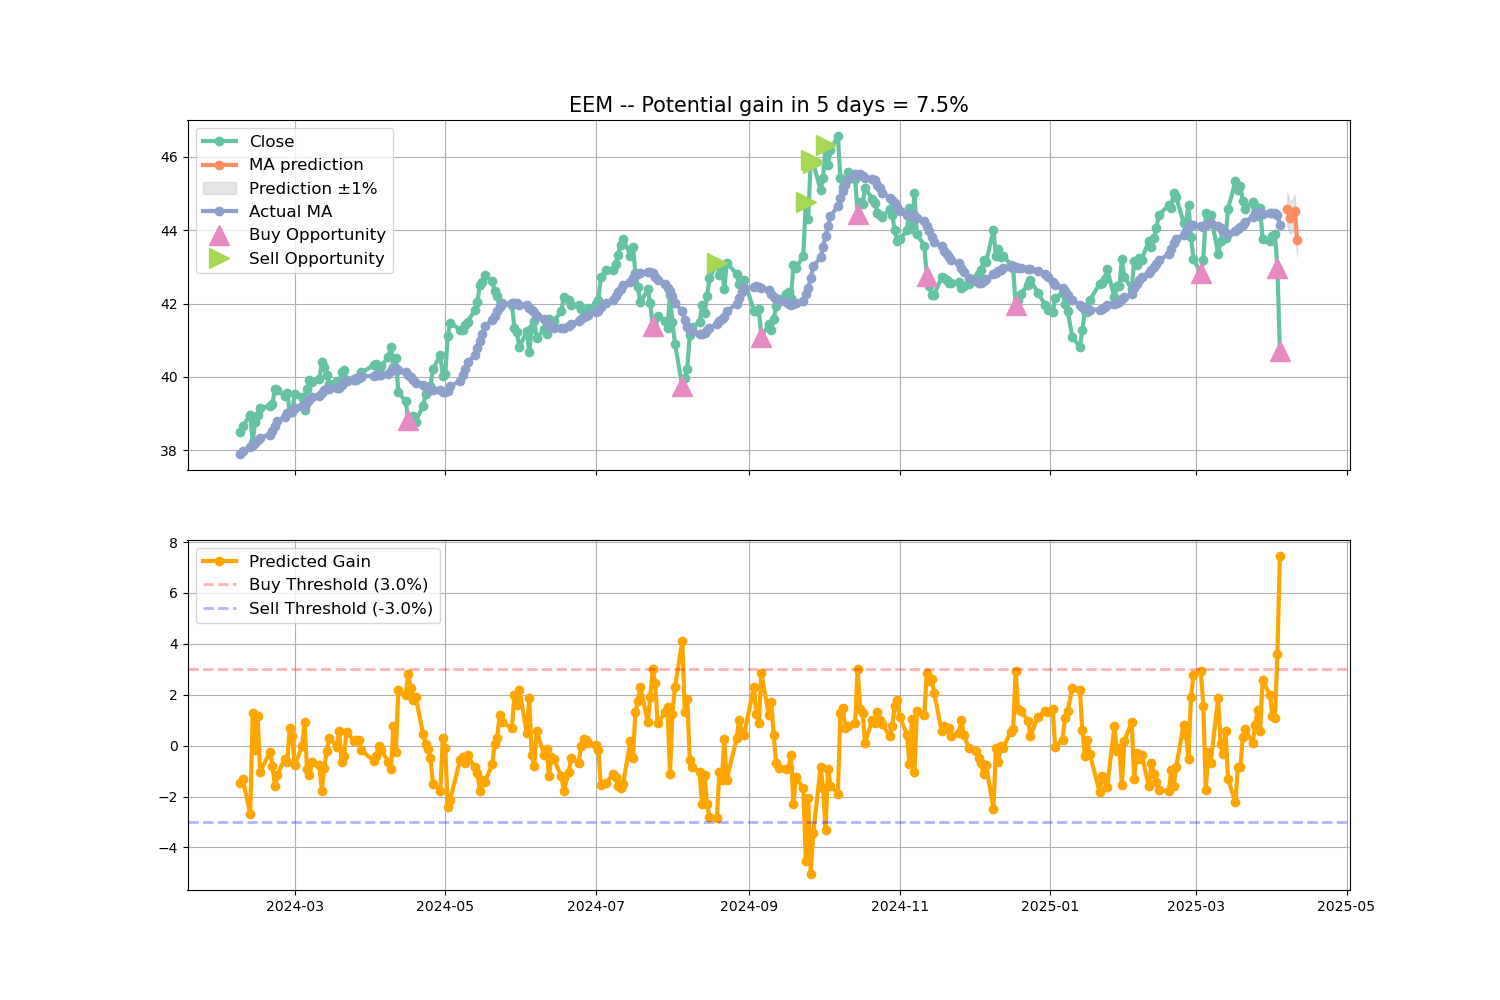 EEM -- Potential gain in 5 days = 7.5%
Close
MA prediction
Prediction ±1%
Actual MA
Buy Opportunity
Sell Opportunity
46
44
42
40
38
Predicted Gain
Buy Threshold (3.0%)
Sell Threshold (-3.0%)
8
6
4
2
0
−2
−4
2024-03 2024-05 2024-07 2024-09 2024-11 2025-01 2025-03 2025-05